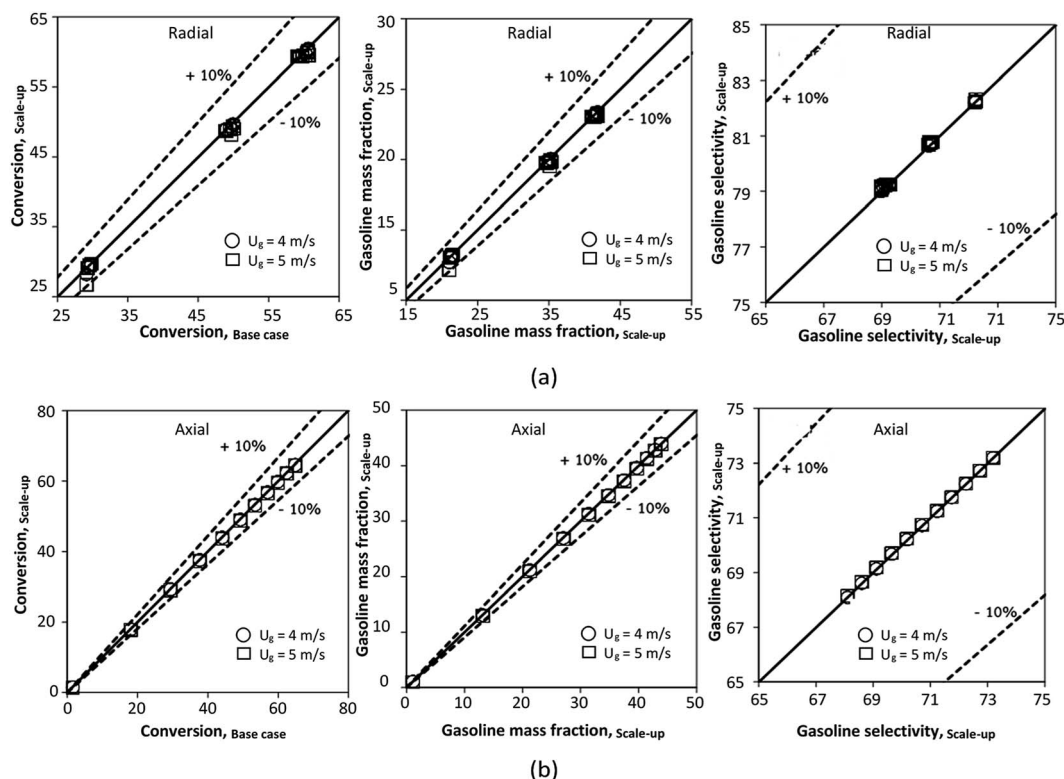 65
55
45
35
25
Conversion, Scale-up
Radial
+ 10%
- 10%
Ug = 4 m/s
Ug = 5 m/s
25 35 45 55 65
Conversion, Base case
30
25
20
13
10
5
Gasoline mass fraction, Scale-up
Radial
+ 10%
- 10%
Ug = 4 m/s
Ug = 5 m/s
15 25 35 45 55
Gasoline mass fraction, Scale-up
85
83
81
79
77
75
Gasoline selectivity, Scale-up
Radial
+ 10%
- 10%
Ug = 4 m/s
Ug = 5 m/s
65 67 69 71 71 75
Gasoline selectivity, Scale-up
(a)
80
60
40
20
0
Conversion, Scale-up
Axial
+ 10%
- 10%
Ug = 4 m/s
Ug = 5 m/s
0 20 40 60 80
Conversion, Base case
50
40
30
20
10
0
Gasoline mass fraction, Scale-up
Axial
+ 10%
- 10%
Ug = 4 m/s
Ug = 5 m/s
0 10 20 30 40 50
Gasoline mass fraction, Scale-up
75
73
71
69
67
65
Gasoline selectivity, Scale-up
Axial
+ 10%
- 10%
Ug = 4 m/s
Ug = 5 m/s
65 67 69 71 73 75
Gasoline selectivity, Scale-up
(b)